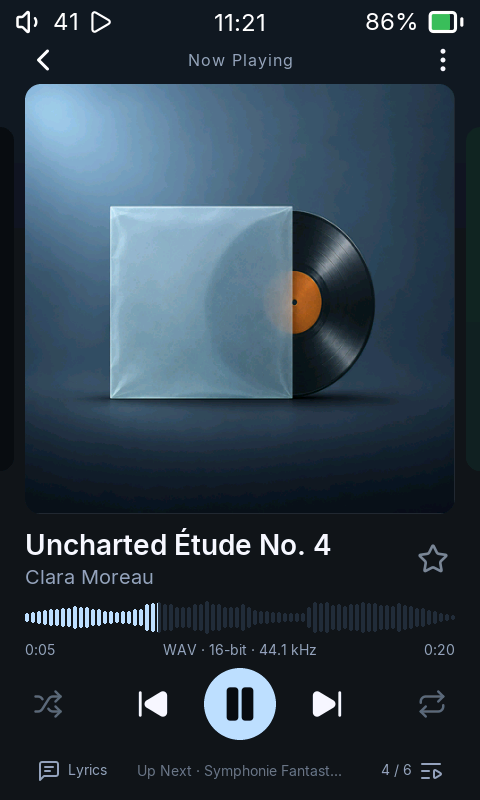 41 11:21 86%
Now Playing
Uncharted Étude No. 4
Clara Moreau
0:05 WAV · 16-bit · 44.1 kHz 0:20
Lyrics Up Next · Symphonie Fantast... 4 / 6